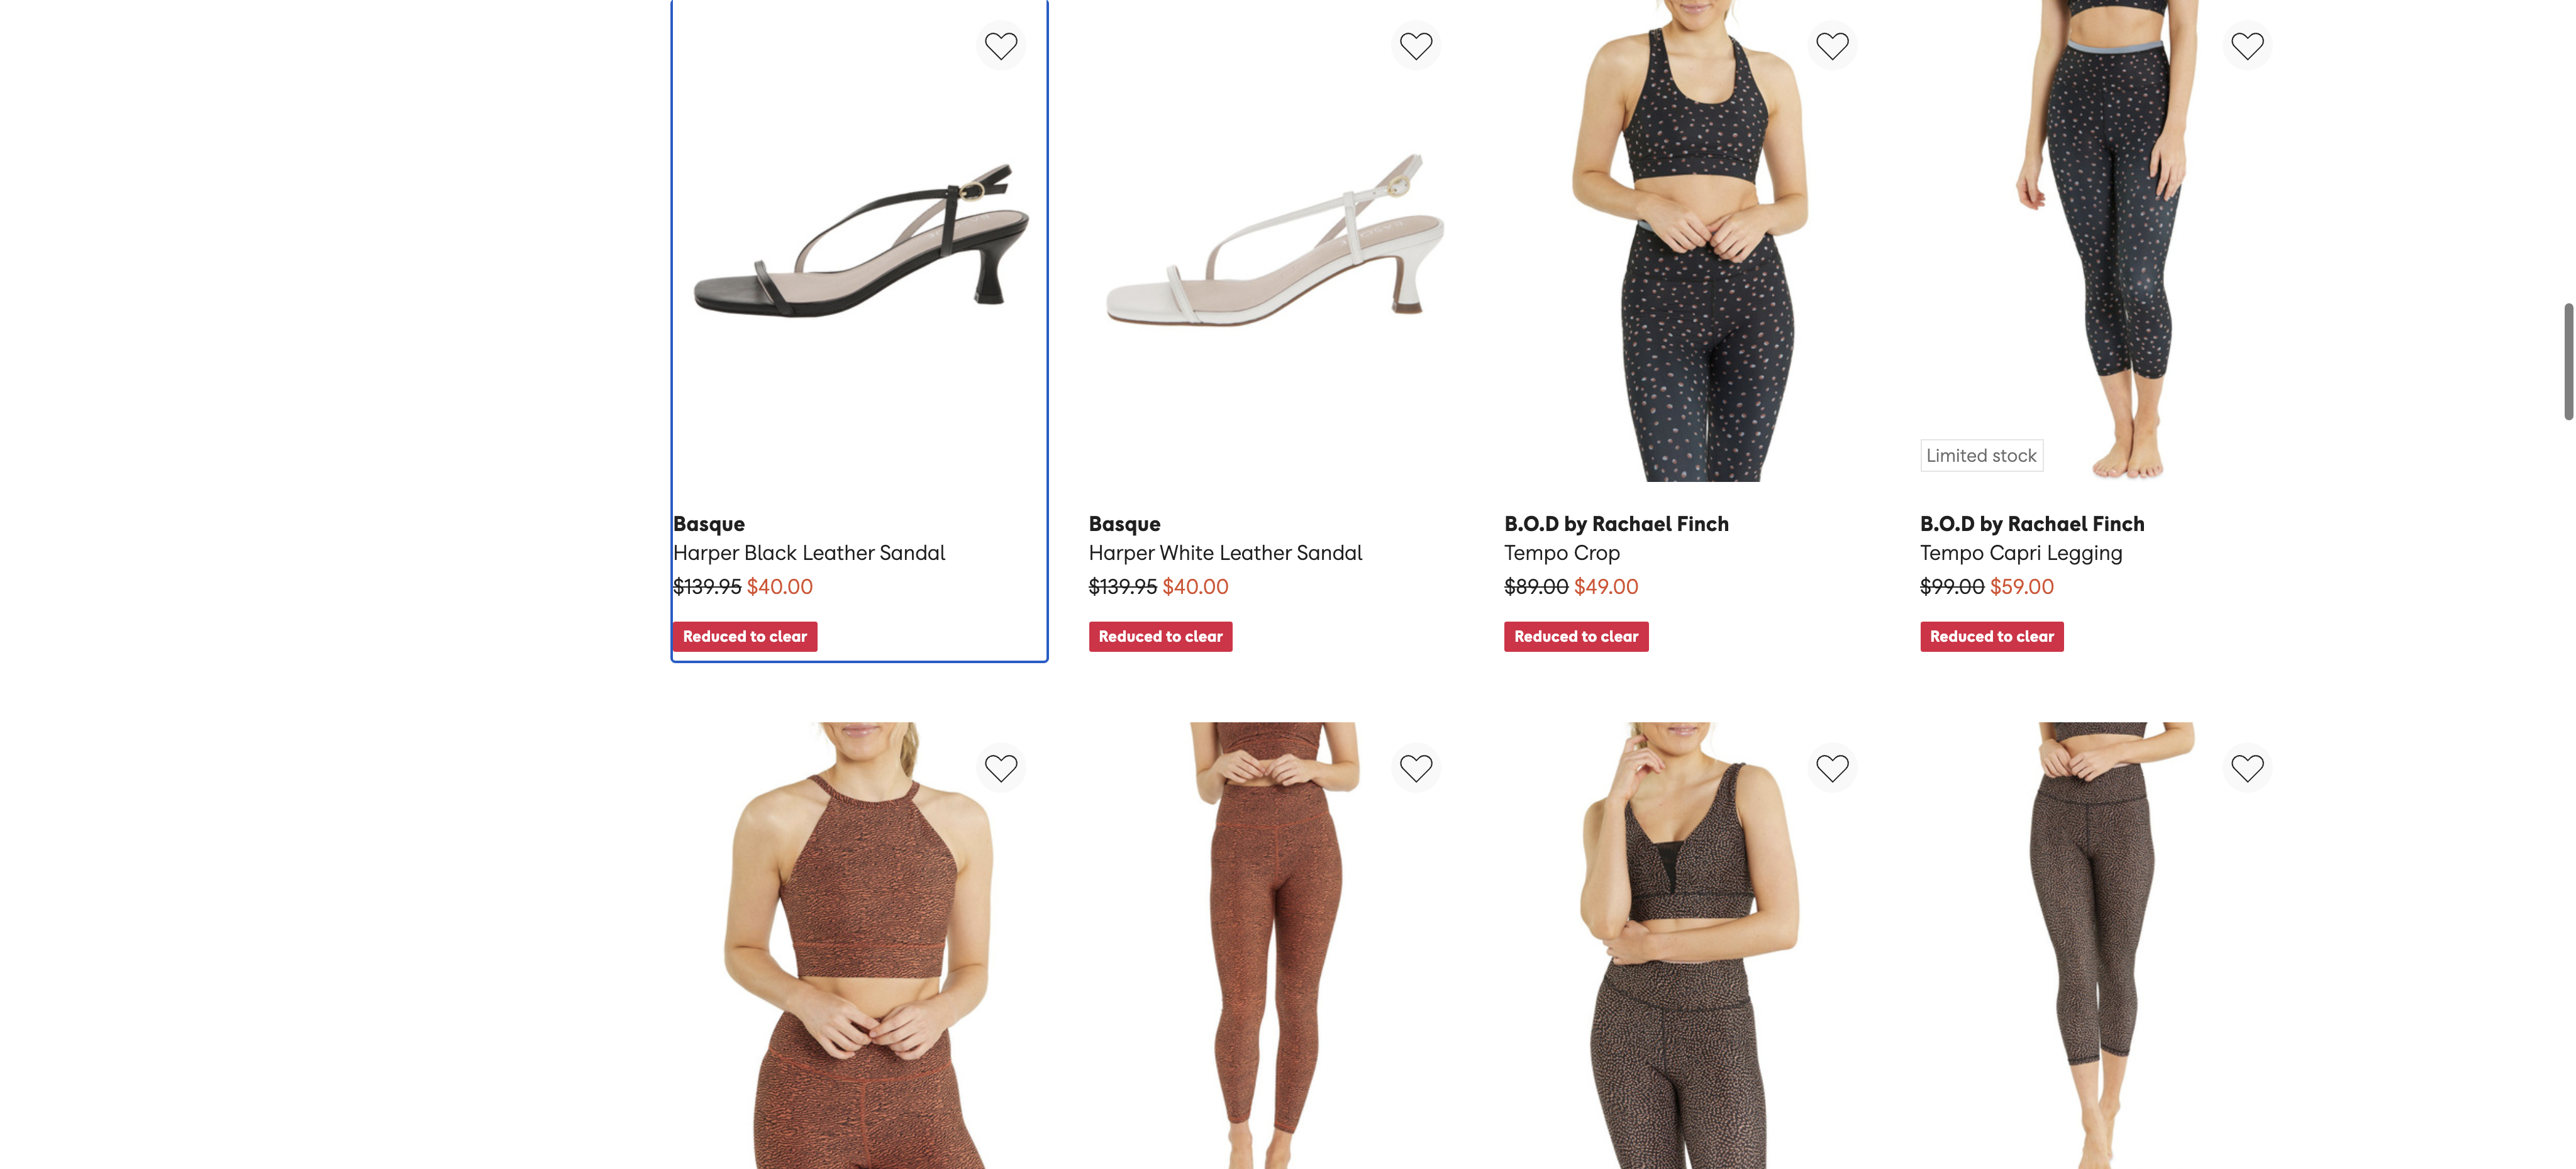 Limited stock
Basque
Harper Black Leather Sandal
$139.95 $40.00
Reduced to clear
Basque
Harper White Leather Sandal
$139.95 $40.00
Reduced to clear
B.O.D by Rachael Finch
Tempo Crop
$89.00 $49.00
Reduced to clear
B.O.D by Rachael Finch
Tempo Capri Legging
$99.00 $59.00
Reduced to clear